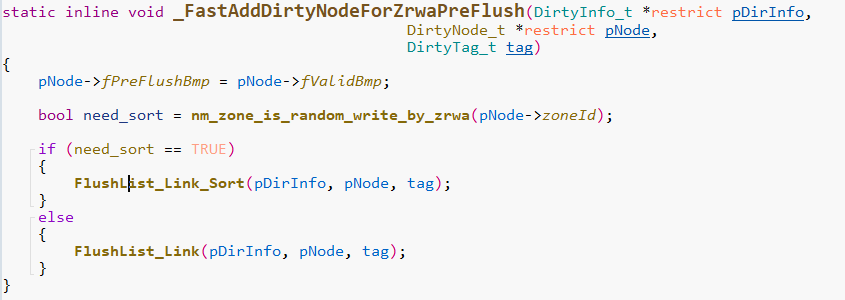 static inline void _FastAddDirtyNodeForZrwaPreFlush(DirtyInfo_t *restrict pDirInfo,
DirtyNode_t *restrict pNode,
DirtyTag_t tag)
{
pNode->fPreFlushBmp = pNode->fValidBmp;
bool need_sort = nm_zone_is_random_write_by_zrwa(pNode->zoneId);
if (need_sort == TRUE)
{
FlushList_Link_Sort(pDirInfo, pNode, tag);
}
else
{
FlushList_Link(pDirInfo, pNode, tag);
}
}